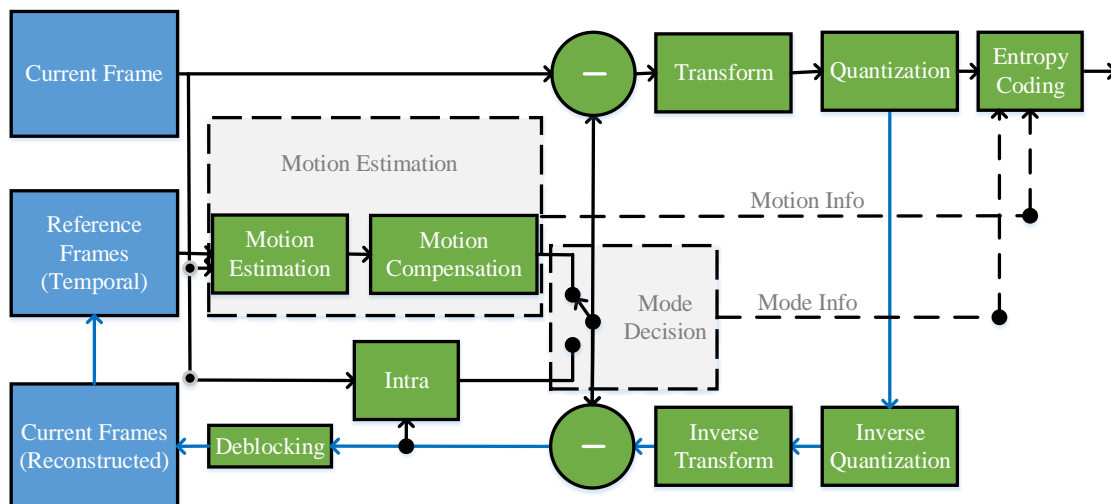 Current Frame
−
Transform
Quantization
Entropy
Coding
Motion Estimation
Motion Info
Reference
Frames
(Temporal)
Motion
Estimation
Motion
Compensation
Mode
Decision
Mode Info
Intra
Current Frames
(Reconstructed)
Deblocking
−
Inverse
Transform
Inverse
Quantization